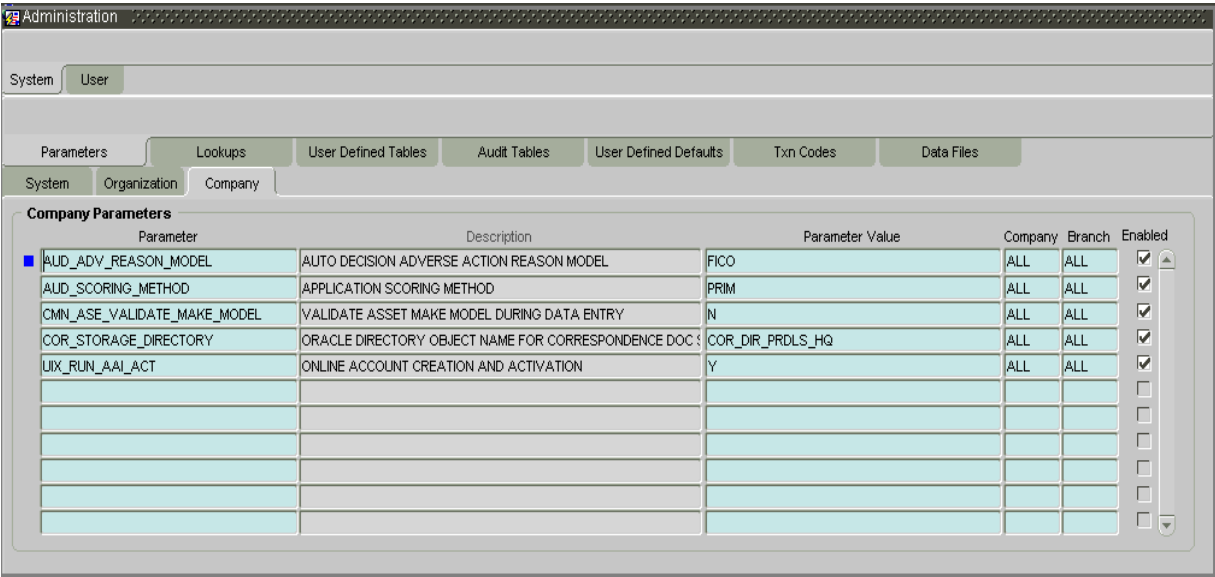 Administration
System User
Parameters Lookups User Defined Tables Audit Tables User Defined Defaults Txn Codes Data Files
System Organization Company
Company Parameters
Parameter Description Parameter Value Company Branch Enabled
AUD_ADV_REASON_MODEL AUTO DECISION ADVERSE ACTION REASON MODEL FICO ALL ALL
AUD_SCORING_METHOD APPLICATION SCORING METHOD PRIM ALL ALL
CMN_ASE_VALIDATE_MAKE_MODEL VALIDATE ASSET MAKE MODEL DURING DATA ENTRY N ALL ALL
COR_STORAGE_DIRECTORY ORACLE DIRECTORY OBJECT NAME FOR CORRESPONDENCE DOC COR_DIR_PRDLS_HQ ALL ALL
UIX_RUN_AAI_ACT ONLINE ACCOUNT CREATION AND ACTIVATION Y ALL ALL